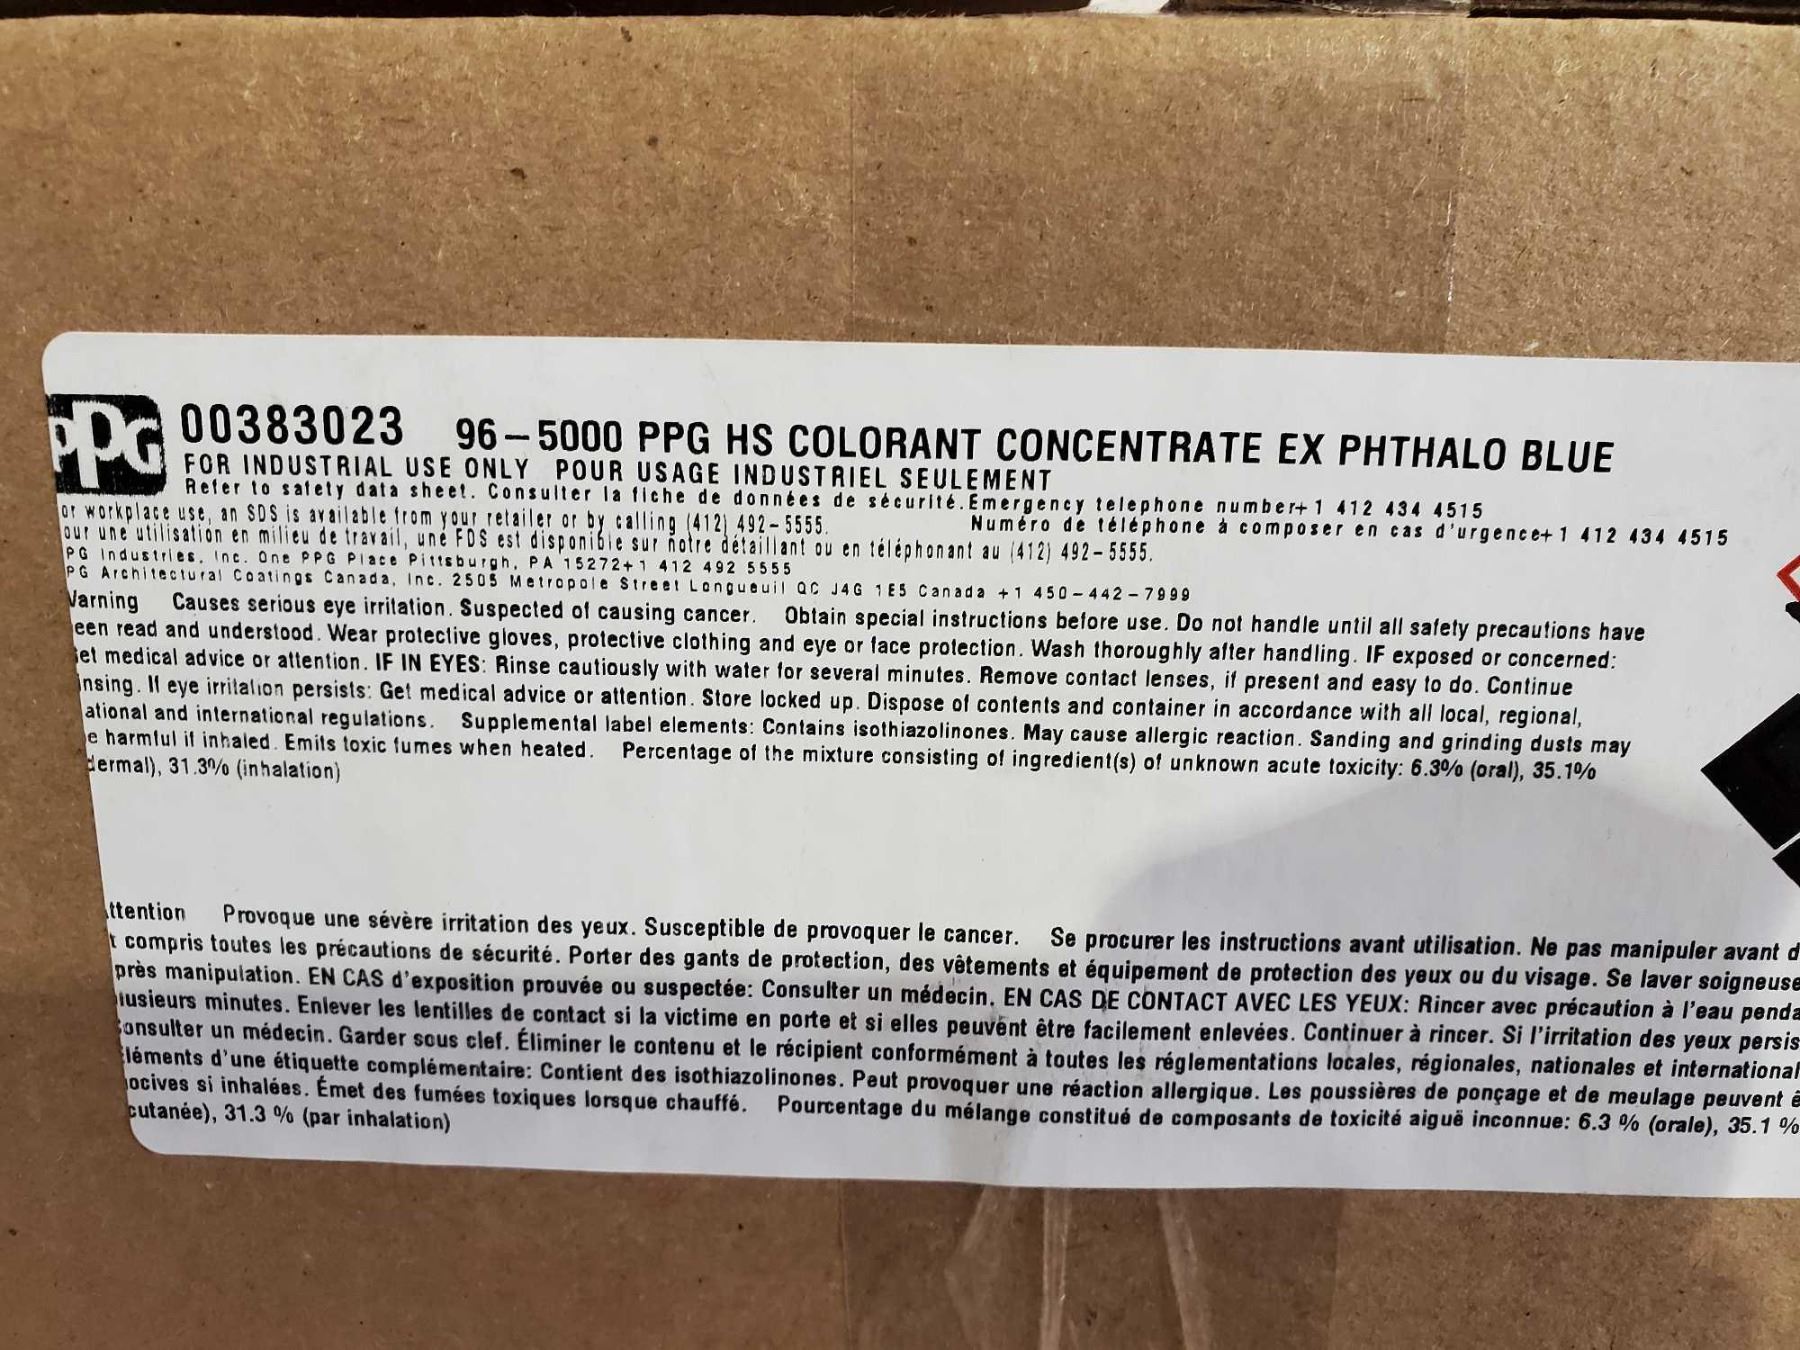 PPG 00383023 96-5000 PPG HS COLORANT CONCENTRATE EX PHTHALO BLUE
FOR INDUSTRIAL USE ONLY POUR USAGE INDUSTRIEL SEULEMENT
Refer to safety data sheet. Consulter la fiche de données de sécurité. Emergency telephone number+1 412 434 4515
or workplace use, an SDS is available from your retailer or by calling (412) 492-5555. Numéro de téléphone à composer en cas d'urgence+1 412 434 4515
our une utilisation en milieu de travail, une FDS est disponible sur notre détaillant ou en téléphonant au (412) 492-5555.
PG Industries, Inc. One PPG Place Pittsburgh, PA 15272+1 412 492 5555
PG Architectural Coatings Canada, Inc. 2505 Metropole Street Longueuil QC J4G 1E5 Canada +1 450-442-7999
Warning Causes serious eye irritation. Suspected of causing cancer. Obtain special instructions before use. Do not handle until all safety precautions have
een read and understood. Wear protective gloves, protective clothing and eye or face protection. Wash thoroughly after handling. IF exposed or concerned:
et medical advice or attention. IF IN EYES: Rinse cautiously with water for several minutes. Remove contact lenses, if present and easy to do. Continue
insing. If eye irritation persists: Get medical advice or attention. Store locked up. Dispose of contents and container in accordance with all local, regional,
ational and international regulations. Supplemental label elements: Contains isothiazolinones. May cause allergic reaction. Sanding and grinding dusts may
e harmful if inhaled. Emits toxic fumes when heated. Percentage of the mixture consisting of ingredient(s) of unknown acute toxicity: 6.3% (oral), 35.1%
dermal), 31.3% (inhalation)
ttention Provoque une sévère irritation des yeux. Susceptible de provoquer le cancer. Se procurer les instructions avant utilisation. Ne pas manipuler avant d
t compris toutes les précautions de sécurité. Porter des gants de protection, des vêtements et équipement de protection des yeux ou du visage. Se laver soigneuse
près manipulation. EN CAS d'exposition prouvée ou suspectée: Consulter un médecin. EN CAS DE CONTACT AVEC LES YEUX: Rincer avec précaution à l'eau penda
lusieurs minutes. Enlever les lentilles de contact si la victime en porte et si elles peuvent être facilement enlevées. Continuer à rincer. Si l'irritation des yeux persis
onsulter un médecin. Garder sous clef. Éliminer le contenu et le récipient conformément à toutes les réglementations locales, régionales, nationales et international
léments d'une étiquette complémentaire: Contient des isothiazolinones. Peut provoquer une réaction allergique. Les poussières de ponçage et de meulage peuvent ê
ocives si inhalées. Émet des fumées toxiques lorsque chauffé. Pourcentage du mélange constitué de composants de toxicité aiguë inconnue: 6.3 % (orale), 35.1 %
cutanée), 31.3 % (par inhalation)